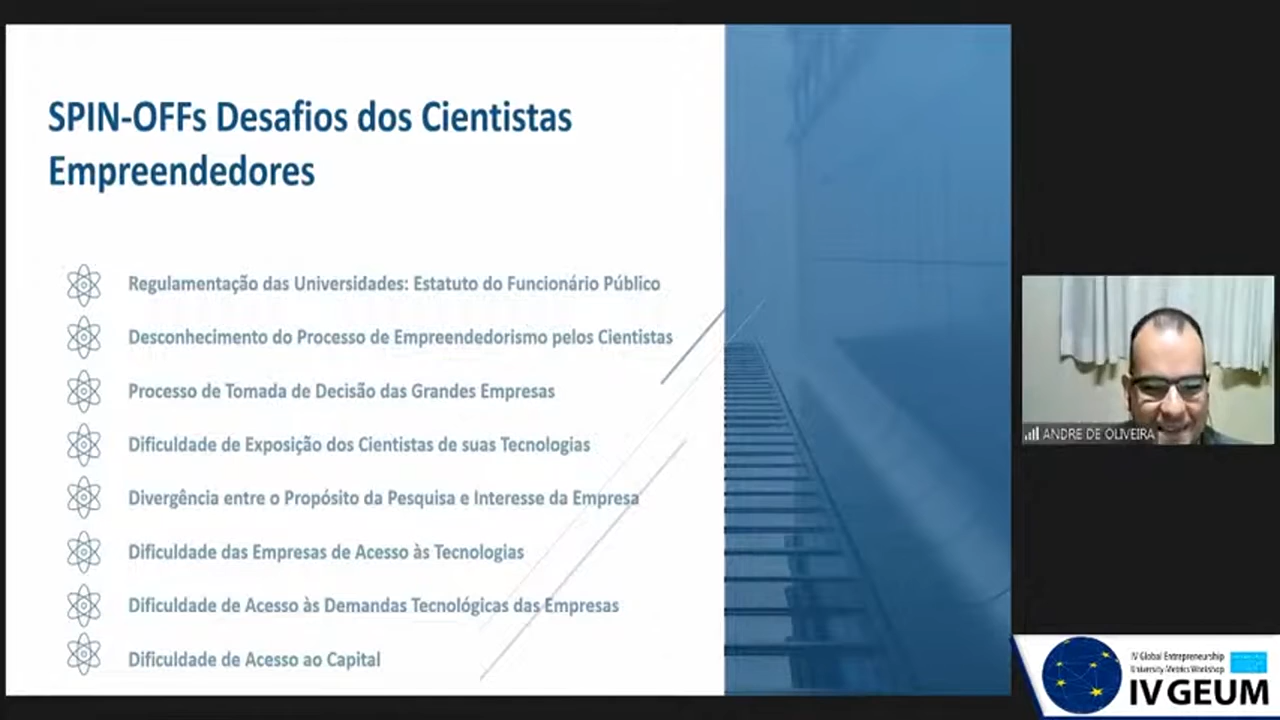 SPIN-OFFs Desafios dos Cientistas
Empreendedores
Regulamentação das Universidades: Estatuto do Funcionário Público
Desconhecimento do Processo de Empreendedorismo pelos Cientistas
Processo de Tomada de Decisão das Grandes Empresas
Dificuldade de Exposição dos Cientistas de suas Tecnologias
Divergência entre o Propósito da Pesquisa e Interesse da Empresa
Dificuldade das Empresas de Acesso às Tecnologias
Dificuldade de Acesso às Demandas Tecnológicas das Empresas
Dificuldade de Acesso ao Capital
ANDRE DE OLIVEIRA
IV Global Entrepreneurship
University Metrics Workshop
IV GEUM